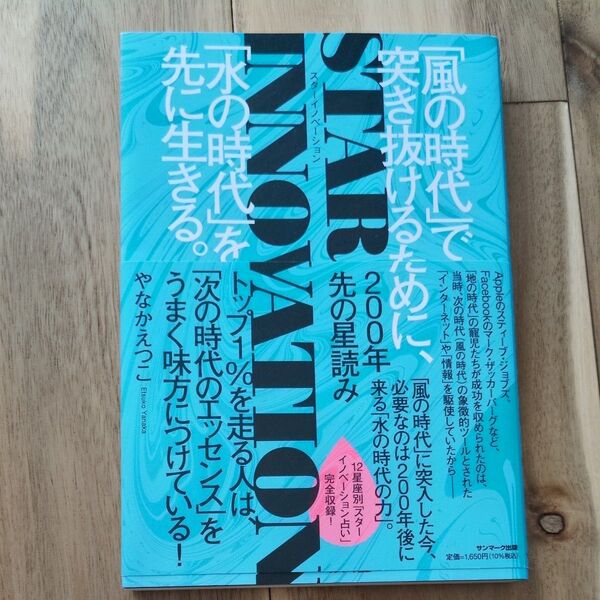 「風の時代」で
突き抜けるために、
「水の時代」を
先に生きる。
STAR
INNOVATION
スターイノベーション
Appleのスティーブ・ジョブズ、
Facebookのマーク・ザッカーバーグなど、
「地の時代」の寵児たちが成功を収められたのは、
当時、次の時代(風の時代)の象徴的ツールとされた
「インターネット」や「情報」を駆使していたから——
「風の時代」に突入した今、
必要なのは200年後に
来る「水の時代の力」。
200年
先の星読み
トップ1%を走る人は、
「次の時代のエッセンス」を
うまく味方につけている!
やなかえつこ Etsuko Yanaka
12星座別「スター
イノベーション占い」
完全収録!
サンマーク出版
定価=1,650円(10%税込)